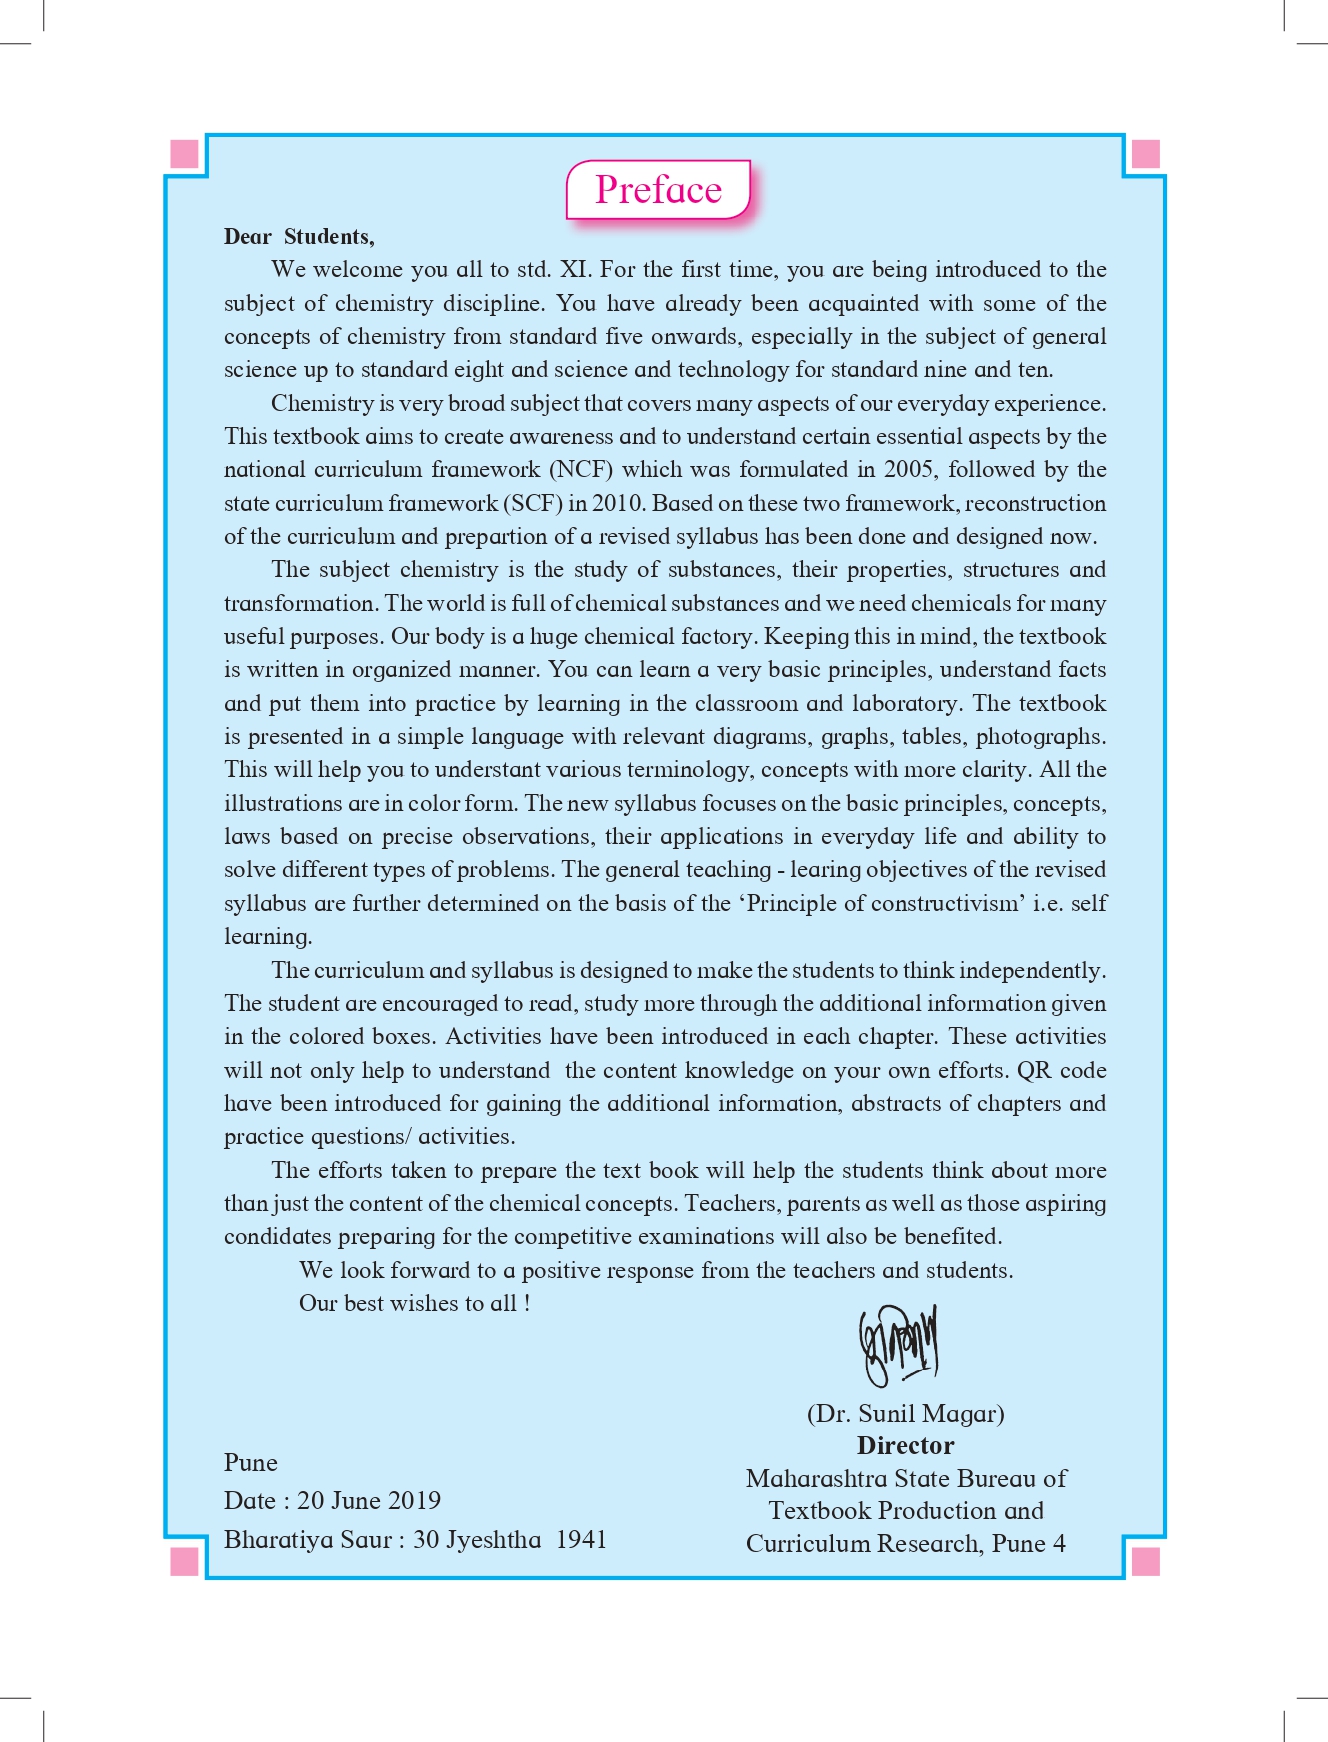 Preface
Dear Students,
We welcome you all to std. XI. For the first time, you are being introduced to the
subject of chemistry discipline. You have already been acquainted with some of the
concepts of chemistry from standard five onwards, especially in the subject of general
science up to standard eight and science and technology for standard nine and ten.
Chemistry is very broad subject that covers many aspects of our everyday experience.
This textbook aims to create awareness and to understand certain essential aspects by the
national curriculum framework (NCF) which was formulated in 2005, followed by the
state curriculum framework (SCF) in 2010. Based on these two framework, reconstruction
of the curriculum and prepartion of a revised syllabus has been done and designed now.
The subject chemistry is the study of substances, their properties, structures and
transformation. The world is full of chemical substances and we need chemicals for many
useful purposes. Our body is a huge chemical factory. Keeping this in mind, the textbook
is written in organized manner. You can learn a very basic principles, understand facts
and put them into practice by learning in the classroom and laboratory. The textbook
is presented in a simple language with relevant diagrams, graphs, tables, photographs.
This will help you to understant various terminology, concepts with more clarity. All the
illustrations are in color form. The new syllabus focuses on the basic principles, concepts,
laws based on precise observations, their applications in everyday life and ability to
solve different types of problems. The general teaching - learing objectives of the revised
syllabus are further determined on the basis of the ‘Principle of constructivism’ i.e. self
learning.
The curriculum and syllabus is designed to make the students to think independently.
The student are encouraged to read, study more through the additional information given
in the colored boxes. Activities have been introduced in each chapter. These activities
will not only help to understand the content knowledge on your own efforts. QR code
have been introduced for gaining the additional information, abstracts of chapters and
practice questions/ activities.
The efforts taken to prepare the text book will help the students think about more
than just the content of the chemical concepts. Teachers, parents as well as those aspiring
condidates preparing for the competitive examinations will also be benefited.
We look forward to a positive response from the teachers and students.
Our best wishes to all !
(Dr. Sunil Magar)
Director
Maharashtra State Bureau of
Textbook Production and
Curriculum Research, Pune 4
Pune
Date : 20 June 2019
Bharatiya Saur : 30 Jyeshtha 1941